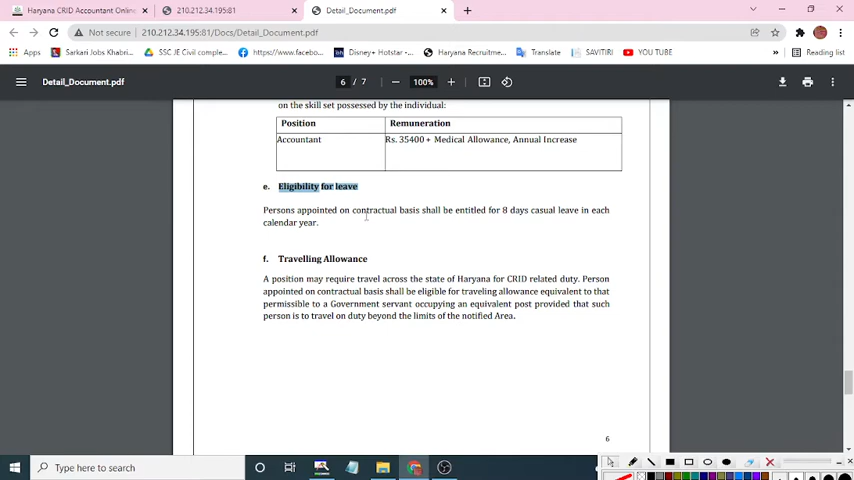 Haryana CRID Accountant Online
210.212.34.195:81
Detail_Document.pdf
Not secure | 210.212.34.195:81/Docs/Detail_Document.pdf
Apps
Sarkari Jobs Khabri...
SSC JE Civil complet...
https://www.facebo...
Disney+ Hotstar -...
Haryana Recruitme...
Translate
SAVITIRI
YOU TUBE
Reading list
Detail_Document.pdf
6 / 7
100%
on the skill set possessed by the individual:
Position Remuneration
Accountant Rs. 35400 + Medical Allowance, Annual Increase
e. Eligibility for leave
Persons appointed on contractual basis shall be entitled for 8 days casual leave in each
calendar year.
f. Travelling Allowance
A position may require travel across the state of Haryana for CRID related duty. Person
appointed on contractual basis shall be eligible for traveling allowance equivalent to that
permissible to a Government servant occupying an equivalent post provided that such
person is to travel on duty beyond the limits of the notified Area.
6
Type here to search